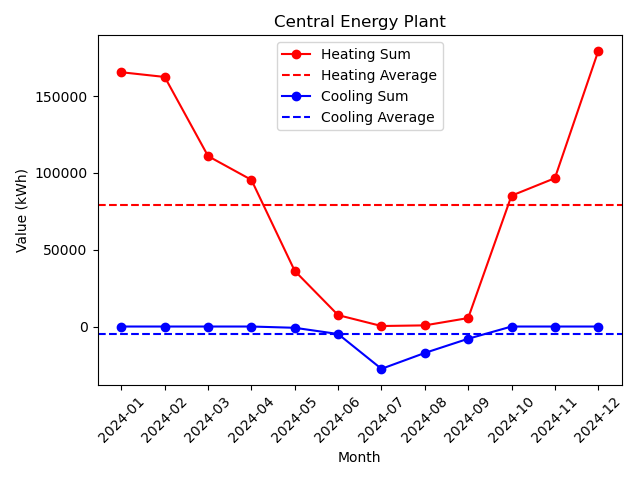 Central Energy Plant
Heating Sum
Heating Average
Cooling Sum
Cooling Average
Value (kWh)
150000
100000
50000
0
2024-01
2024-02
2024-03
2024-04
2024-05
2024-06
2024-07
2024-08
2024-09
2024-10
2024-11
2024-12
Month